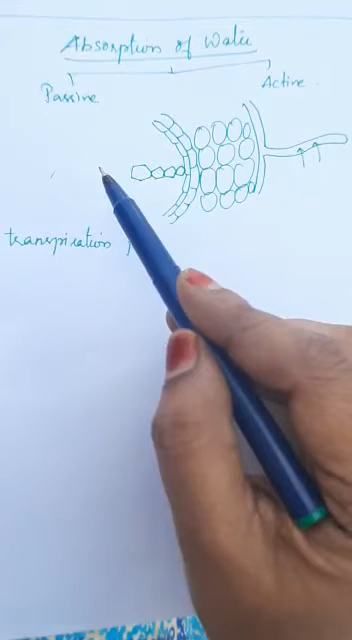 Absorption of Water
Passive
Active
transpiration